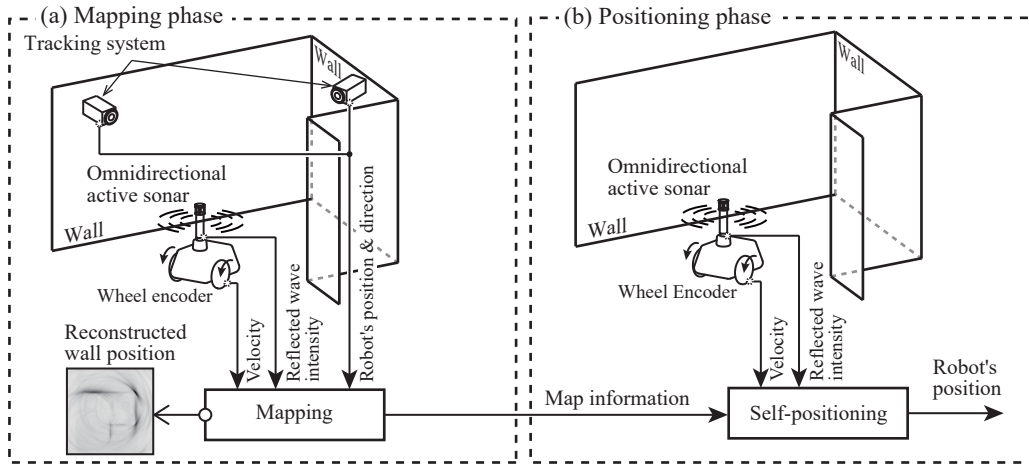 (a) Mapping phase
Tracking system
Wall
Omnidirectional
active sonar
Wall
Wheel encoder
Velocity
Reflected wave
intensity
Robot's position & direction
Reconstructed
wall position
Mapping
Map information
(b) Positioning phase
Wall
Omnidirectional
active sonar
Wall
Wheel Encoder
Velocity
Reflected wave
intensity
Self-positioning
Robot's
position